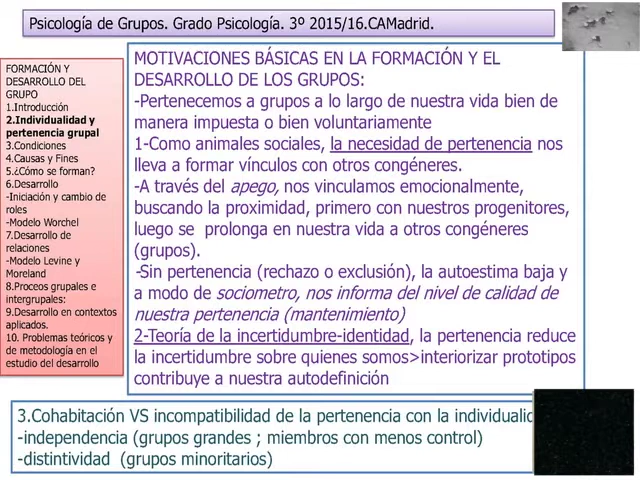 Psicología de Grupos. Grado Psicología. 3º 2015/16.CAMadrid.
FORMACIÓN Y
DESARROLLO DEL
GRUPO
1.Introducción
2.Individualidad y
pertenencia grupal
3.Condiciones
4.Causas y Fines
5.¿Cómo se forman?
6.Desarrollo
-Iniciación y cambio de
roles
-Modelo Worchel
7.Desarrollo de
relaciones
-Modelo Levine y
Moreland
8.Proceos grupales e
intergrupales:
9.Desarrollo en contextos
aplicados.
10. Problemas teóricos y
de metodología en el
estudio del desarrollo
MOTIVACIONES BÁSICAS EN LA FORMACIÓN Y EL
DESARROLLO DE LOS GRUPOS:
-Pertenecemos a grupos a lo largo de nuestra vida bien de
manera impuesta o bien voluntariamente
1-Como animales sociales, la necesidad de pertenencia nos
lleva a formar vínculos con otros congéneres.
-A través del apego, nos vinculamos emocionalmente,
buscando la proximidad, primero con nuestros progenitores,
luego se prolonga en nuestra vida a otros congéneres
(grupos).
-Sin pertenencia (rechazo o exclusión), la autoestima baja y
a modo de sociometro, nos informa del nivel de calidad de
nuestra pertenencia (mantenimiento)
2-Teoría de la incertidumbre-identidad, la pertenencia reduce
la incertidumbre sobre quienes somos>interiorizar prototipos
contribuye a nuestra autodefinición
3.Cohabitación VS incompatibilidad de la pertenencia con la
-independencia (grupos grandes ; miembros con menos control)
-distintividad (grupos minoritarios)